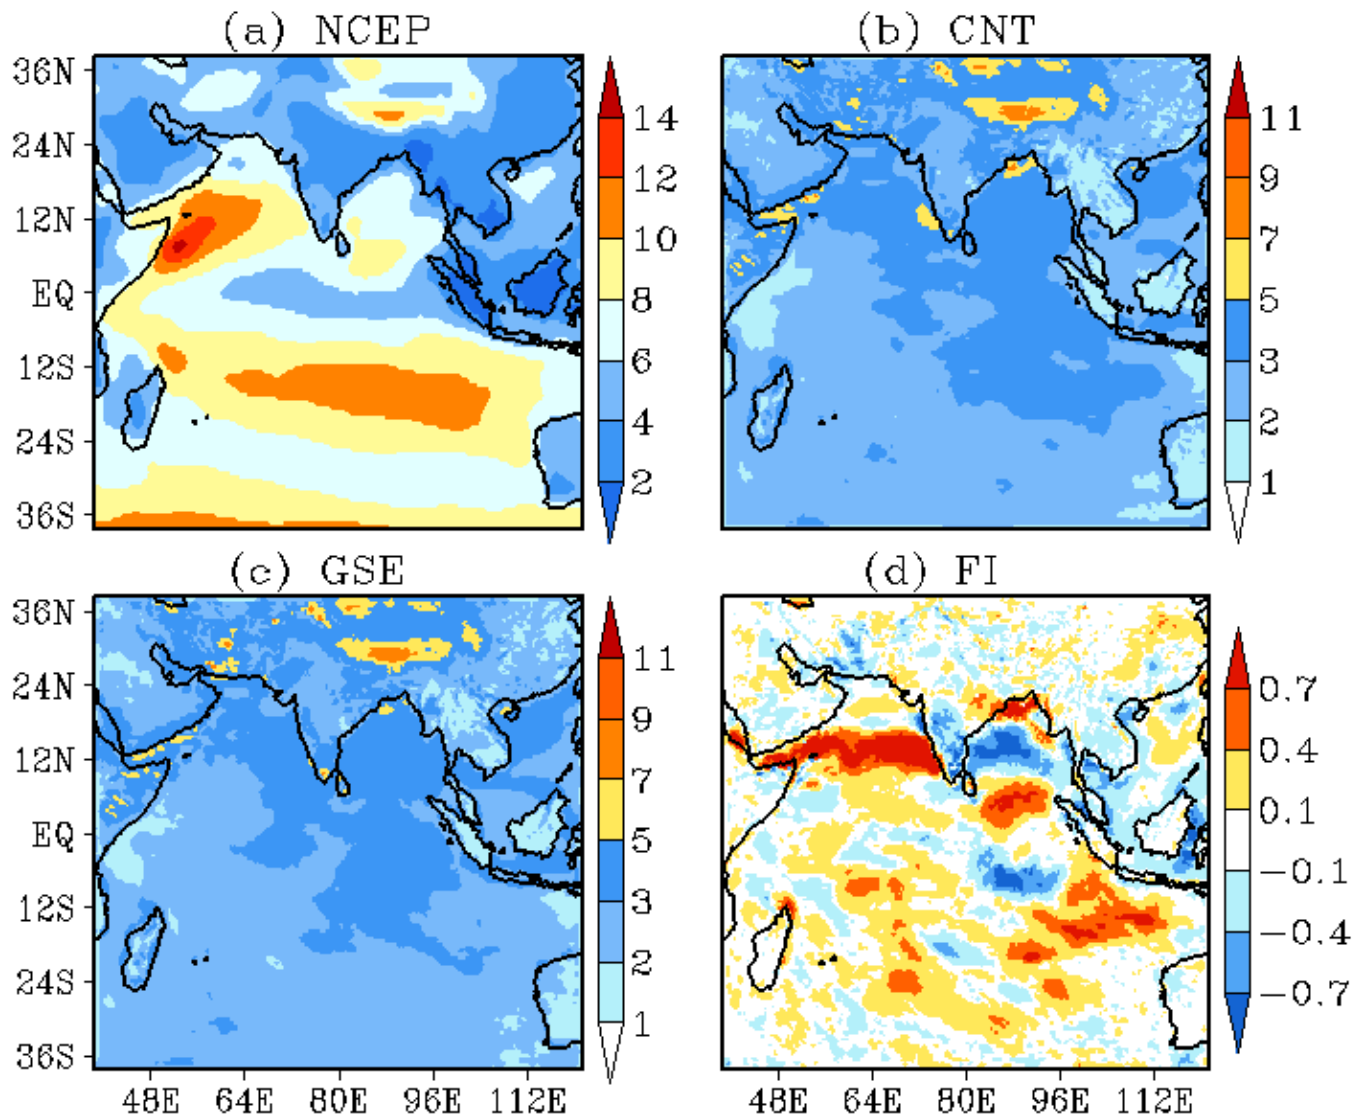 (a) NCEP
(b) CNT
36N
24N
12N
EQ
12S
24S
36S
14
12
10
8
6
4
2
11
9
7
5
3
2
1
(c) GSE
(d) FI
36N
24N
12N
EQ
12S
24S
36S
11
9
7
5
3
2
1
0.7
0.4
0.1
−0.1
−0.4
−0.7
48E 64E 80E 96E 112E
48E 64E 80E 96E 112E